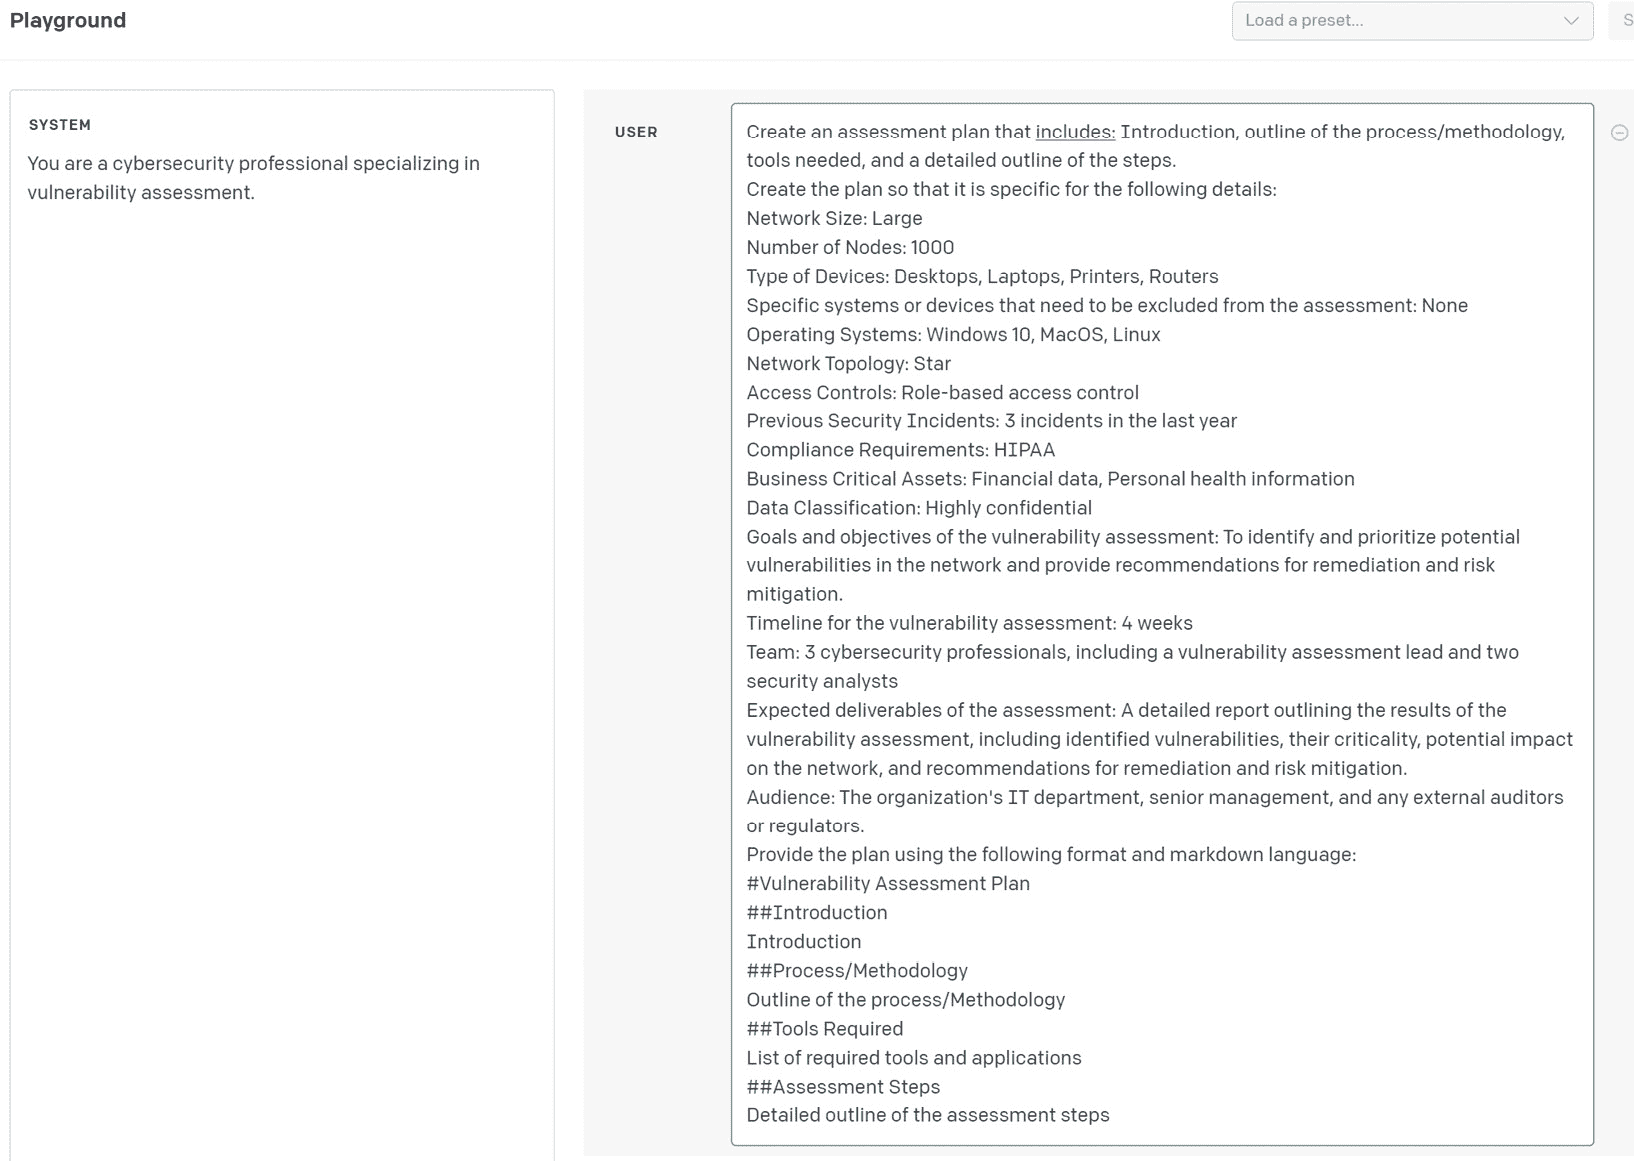 Playground
Load a preset...
S
SYSTEM
You are a cybersecurity professional specializing in
vulnerability assessment.
USER
Create an assessment plan that includes: Introduction, outline of the process/methodology,
tools needed, and a detailed outline of the steps.
Create the plan so that it is specific for the following details:
Network Size: Large
Number of Nodes: 1000
Type of Devices: Desktops, Laptops, Printers, Routers
Specific systems or devices that need to be excluded from the assessment: None
Operating Systems: Windows 10, MacOS, Linux
Network Topology: Star
Access Controls: Role-based access control
Previous Security Incidents: 3 incidents in the last year
Compliance Requirements: HIPAA
Business Critical Assets: Financial data, Personal health information
Data Classification: Highly confidential
Goals and objectives of the vulnerability assessment: To identify and prioritize potential
vulnerabilities in the network and provide recommendations for remediation and risk
mitigation.
Timeline for the vulnerability assessment: 4 weeks
Team: 3 cybersecurity professionals, including a vulnerability assessment lead and two
security analysts
Expected deliverables of the assessment: A detailed report outlining the results of the
vulnerability assessment, including identified vulnerabilities, their criticality, potential impact
on the network, and recommendations for remediation and risk mitigation.
Audience: The organization's IT department, senior management, and any external auditors
or regulators.
Provide the plan using the following format and markdown language:
#Vulnerability Assessment Plan
##Introduction
Introduction
##Process/Methodology
Outline of the process/Methodology
##Tools Required
List of required tools and applications
##Assessment Steps
Detailed outline of the assessment steps